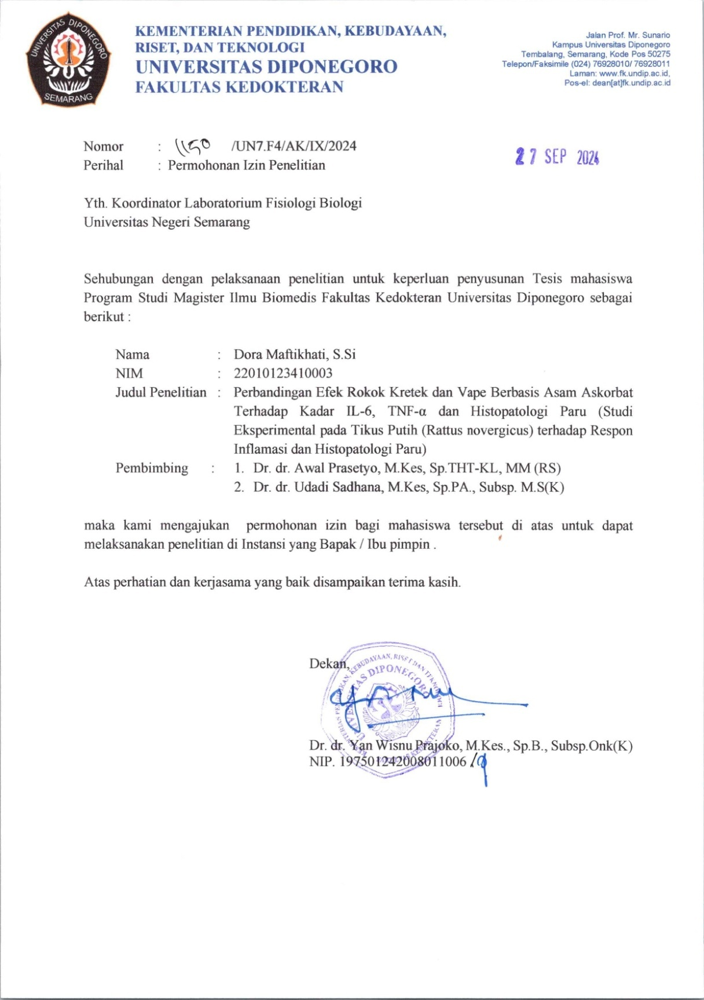 UNIVERSITAS DIPONEGORO
SEMARANG
KEMENTERIAN PENDIDIKAN, KEBUDAYAAN,
RISET, DAN TEKNOLOGI
UNIVERSITAS DIPONEGORO
FAKULTAS KEDOKTERAN
Jalan Prof. Mr. Sunario
Kampus Universitas Diponegoro
Tembalang, Semarang, Kode Pos 50275
Telepon/Faksimile (024) 76928010/ 76928011
Laman: www.fk.undip.ac.id,
Pos-el: dean[at]fk.undip.ac.id
Nomor : 1150 /UN7.F4/AK/IX/2024
27 SEP 2024
Perihal : Permohonan Izin Penelitian
Yth. Koordinator Laboratorium Fisiologi Biologi
Universitas Negeri Semarang
Sehubungan dengan pelaksanaan penelitian untuk keperluan penyusunan Tesis mahasiswa
Program Studi Magister Ilmu Biomedis Fakultas Kedokteran Universitas Diponegoro sebagai
berikut :
Nama : Dora Maftikhati, S.Si
NIM : 22010123410003
Judul Penelitian : Perbandingan Efek Rokok Kretek dan Vape Berbasis Asam Askorbat
Terhadap Kadar IL-6, TNF-α dan Histopatologi Paru (Studi
Eksperimental pada Tikus Putih (Rattus novergicus) terhadap Respon
Inflamasi dan Histopatologi Paru)
Pembimbing : 1. Dr. dr. Awal Prasetyo, M.Kes, Sp.THT-KL, MM (RS)
2. Dr. dr. Udadi Sadhana, M.Kes, Sp.PA., Subsp. M.S(K)
maka kami mengajukan permohonan izin bagi mahasiswa tersebut di atas untuk dapat
melaksanakan penelitian di Instansi yang Bapak / Ibu pimpin .
Atas perhatian dan kerjasama yang baik disampaikan terima kasih.
Dekan,
KEMENTERIAN PENDIDIKAN, KEBUDAYAAN, RISET DAN TEKNOLOGI
UNIVERSITAS DIPONEGORO
FAKULTAS KEDOKTERAN
Dr. dr. Yan Wisnu Prajoko, M.Kes., Sp.B., Subsp.Onk(K)
NIP. 197501242008011006